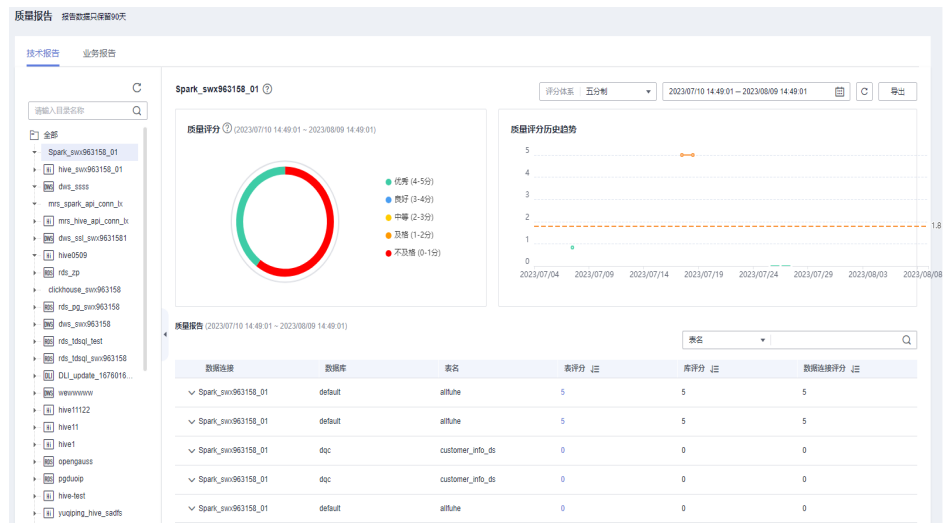 质量报告 报告数据只保留90天
技术报告 业务报告
请输入目录名称
全部
Spark_swx963158_01
hive_swx963158_01
dws_ssss
mrs_spark_api_conn_lx
mrs_hive_api_conn_lx
dws_ssl_swx9631581
hive0509
rds_zp
clickhouse_swx963158
rds_pg_swx963158
dws_swx963158
rds_tdsql_test
rds_tdsql_swx963158
DLI_update_1676016...
wewwwww
hive11122
hive11
hive1
opengauss
pgduoip
hive-test
yuqiping_hive_sadfs
Spark_swx963158_01
评分体系 五分制 2023/07/10 14:49:01 – 2023/08/09 14:49:01 导出
质量评分 (2023/07/10 14:49:01 – 2023/08/09 14:49:01)
优秀 (4-5分)
良好 (3-4分)
中等 (2-3分)
及格 (1-2分)
不及格 (0-1分)
质量评分历史趋势
5
4
3
2
1
0
1.8
2023/07/04 2023/07/09 2023/07/14 2023/07/19 2023/07/24 2023/07/29 2023/08/03 2023/08/08
质量报告 (2023/07/10 14:49:01 – 2023/08/09 14:49:01)
表名
数据连接 数据库 表名 表评分 库评分 数据连接评分
Spark_swx963158_01 default allfuhe 5 5 5
Spark_swx963158_01 default allfuhe 5 5 5
Spark_swx963158_01 dqc customer_info_ds 0 0 0
Spark_swx963158_01 dqc customer_info_ds 0 0 0
Spark_swx963158_01 default allfuhe 0 0 0